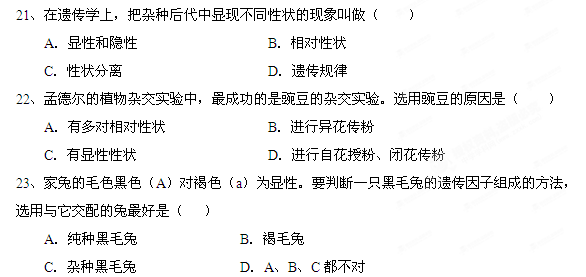 21、在遗传学上，把杂种后代中显现不同性状的现象叫做（　　）
A．显性和隐性　　B．相对性状
C．性状分离　　D．遗传规律
22、孟德尔的植物杂交实验中，最成功的是豌豆的杂交实验。选用豌豆的原因是（　　）
A．有多对相对性状　　B．进行异花传粉
C．有显性性状　　D．进行自花授粉、闭花传粉
23、家兔的毛色黑色（A）对褐色（a）为显性。要判断一只黑毛兔的遗传因子组成的方法，
选用与它交配的兔最好是（　　）
A．纯种黑毛兔　　B．褐毛兔
C．杂种黑毛兔　　D．A、B、C 都不对